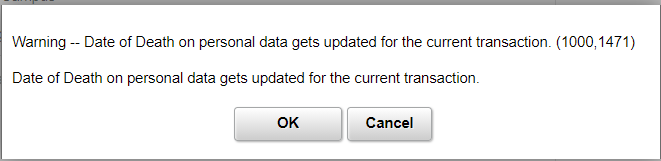 Warning -- Date of Death on personal data gets updated for the current transaction. (1000,1471)
Date of Death on personal data gets updated for the current transaction.
OK
Cancel